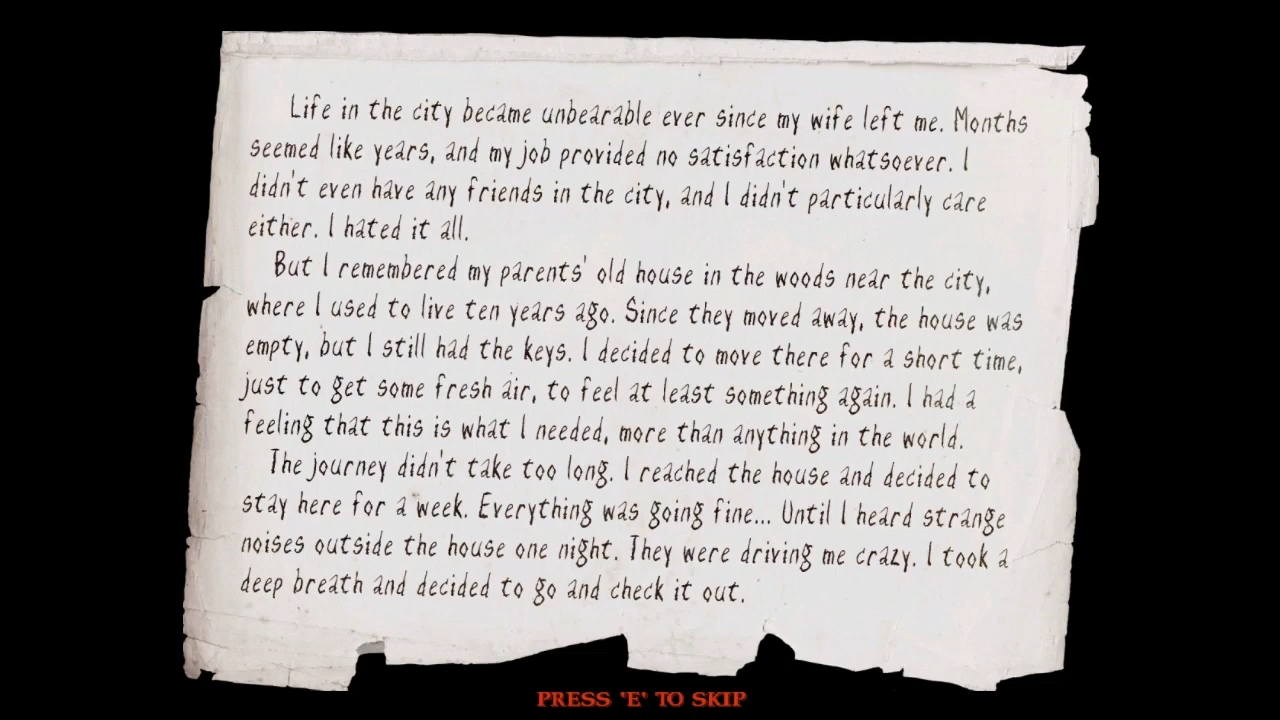 Life in the city became unbearable ever since my wife left me. Months
seemed like years, and my job provided no satisfaction whatsoever. I
didn't even have any friends in the city, and I didn't particularly care
either. I hated it all.
But I remembered my parents' old house in the woods near the city,
where I used to live ten years ago. Since they moved away, the house was
empty, but I still had the keys. I decided to move there for a short time,
just to get some fresh air, to feel at least something again. I had a
feeling that this is what I needed, more than anything in the world.
The journey didn't take too long. I reached the house and decided to
stay here for a week. Everything was going fine... Until I heard strange
noises outside the house one night. They were driving me crazy. I took a
deep breath and decided to go and check it out.
PRESS 'E' TO SKIP